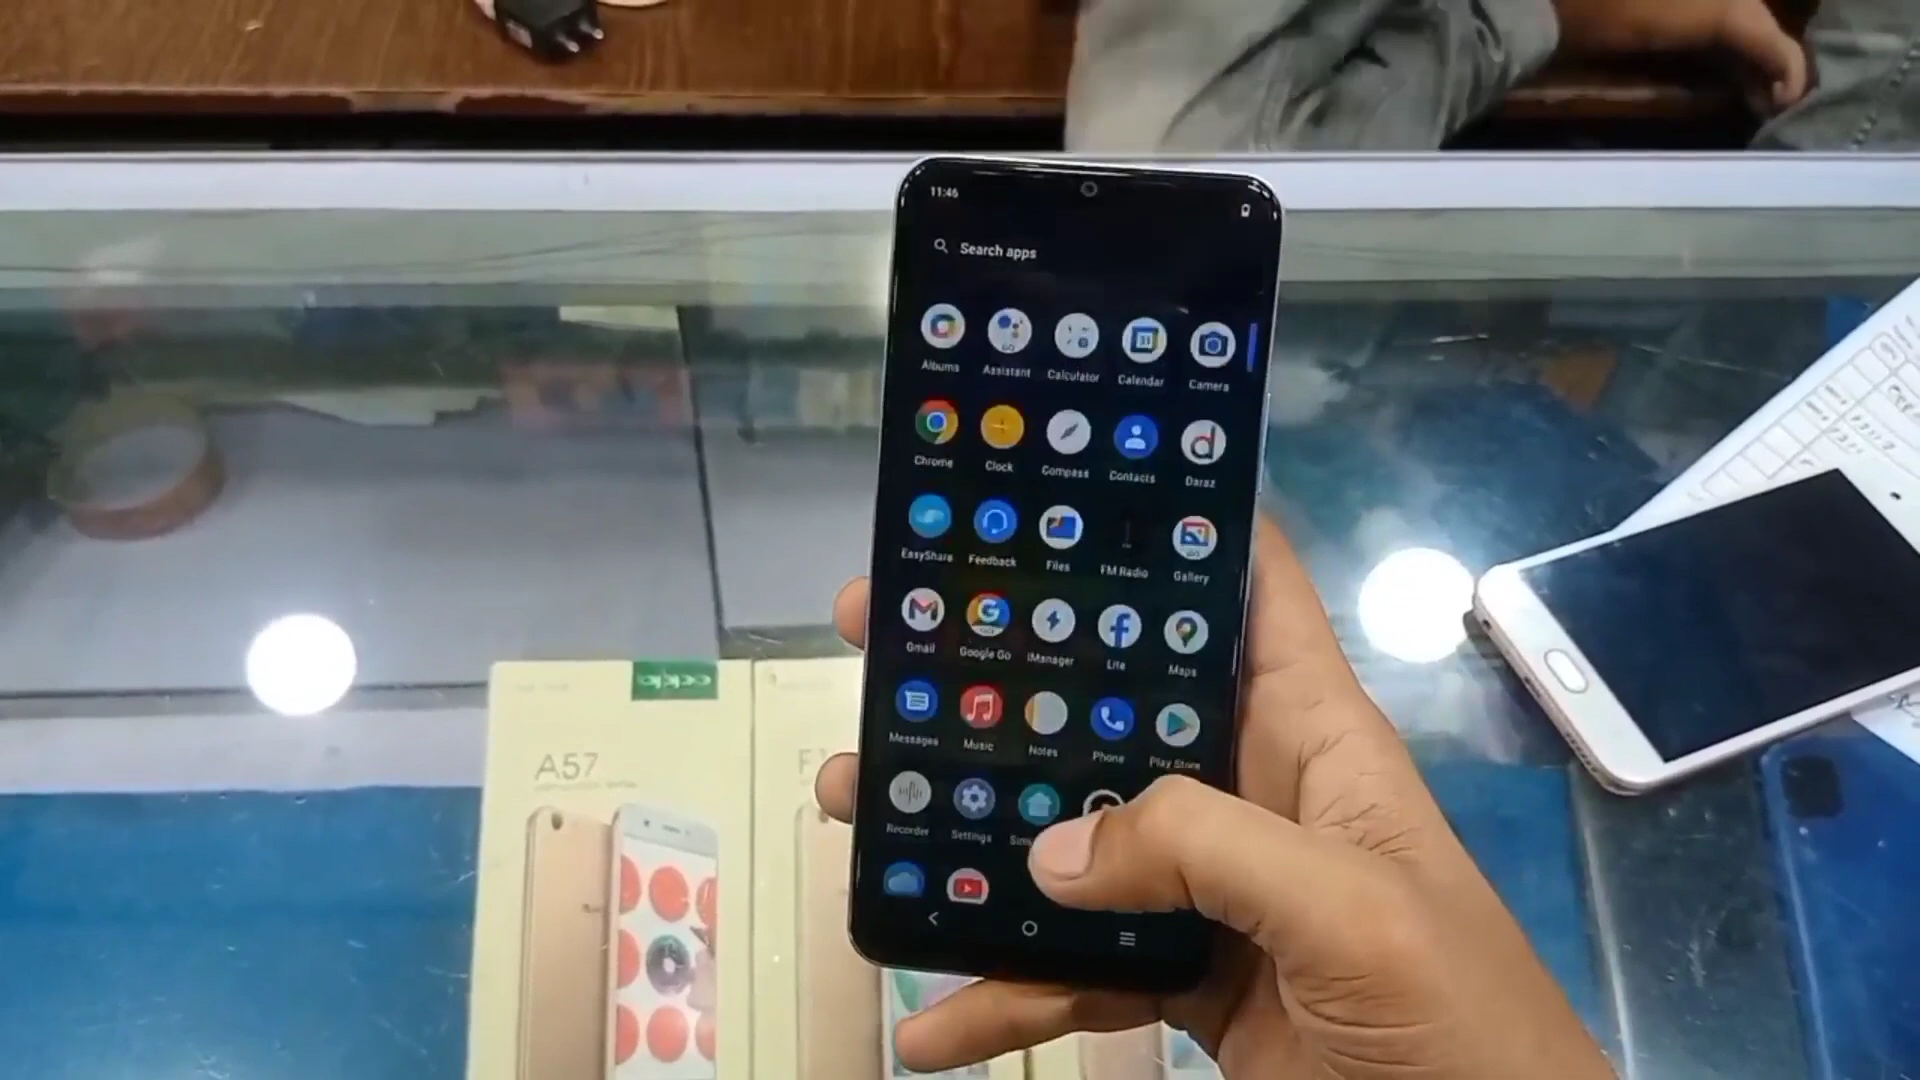 11:46
Search apps
Albums Assistant Calculator Calendar Camera
Chrome Clock Compass Contacts Daraz
EasyShare Feedback Files FM Radio Gallery
Gmail Google Go iManager Lite Maps
Messages Music Notes Phone Play Store
Recorder Settings
oppo
A57